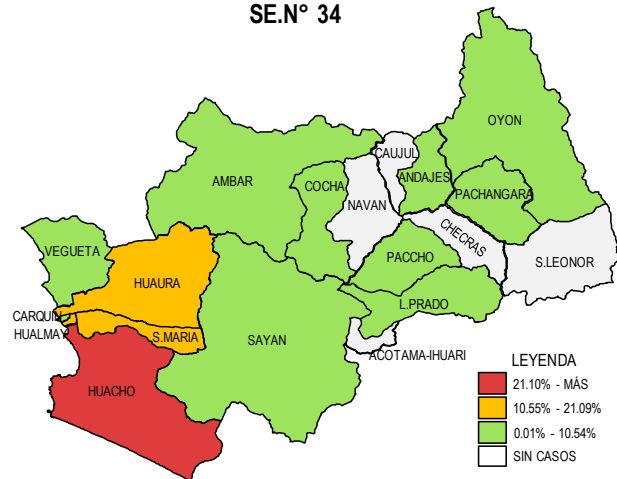 SE.N° 34
OYON
CAUJUL
ANDAJES
AMBAR
COCHA
PACHANGARA
NAVAN
CHECRAS
VEGUETA
PACCHO
S.LEONOR
HUAURA
L.PRADO
CARQUIN
HUALMAY
S.MARIA
SAYAN
ACOTAMA-IHUARI
HUACHO
LEYENDA
21.10% - MÁS
10.55% - 21.09%
0.01% - 10.54%
SIN CASOS